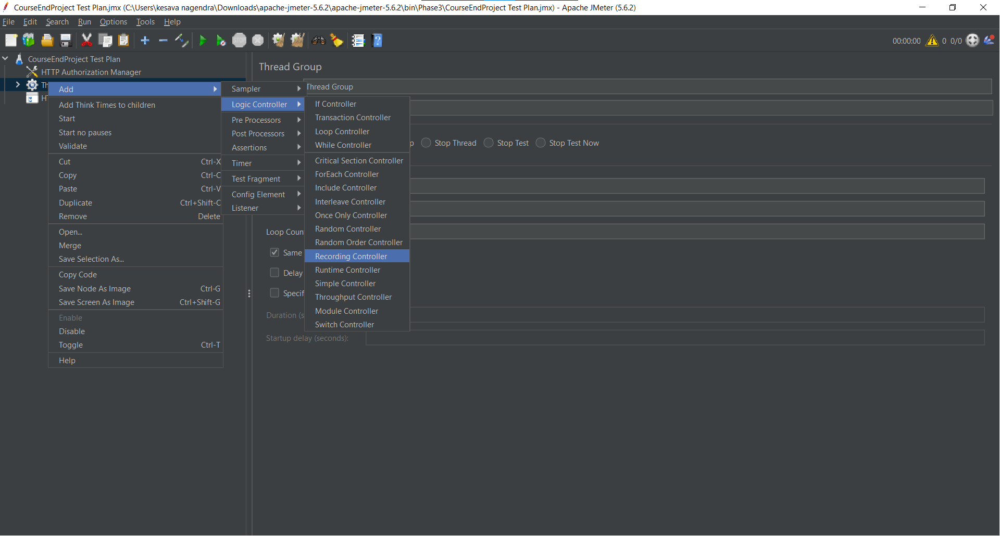 CourseEndProject Test Plan.jmx (C:\Users\kesava nagendra\Downloads\apache-jmeter-5.6.2\apache-jmeter-5.6.2\bin\Phase3\CourseEndProject Test Plan.jmx) - Apache JMeter (5.6.2)
File Edit Search Run Options Tools Help
STOP
00:00:00 0 0/0
CourseEndProject Test Plan
HTTP Authorization Manager
Th
HT
Add
Add Think Times to children
Start
Start no pauses
Validate
Cut Ctrl-X
Copy Ctrl-C
Paste Ctrl-V
Duplicate Ctrl+Shift-C
Remove Delete
Open...
Merge
Save Selection As...
Copy Code
Save Node As Image Ctrl-G
Save Screen As Image Ctrl+Shift-G
Enable
Disable
Toggle Ctrl-T
Help
Sampler
Logic Controller
Pre Processors
Post Processors
Assertions
Timer
Test Fragment
Config Element
Listener
If Controller
Transaction Controller
Loop Controller
While Controller
Critical Section Controller
ForEach Controller
Include Controller
Interleave Controller
Once Only Controller
Random Controller
Random Order Controller
Recording Controller
Runtime Controller
Simple Controller
Throughput Controller
Module Controller
Switch Controller
Thread Group
Thread Group
p Stop Thread Stop Test Stop Test Now
Loop Coun
Same
Delay
Specif
Duration (s
Startup delay (seconds):